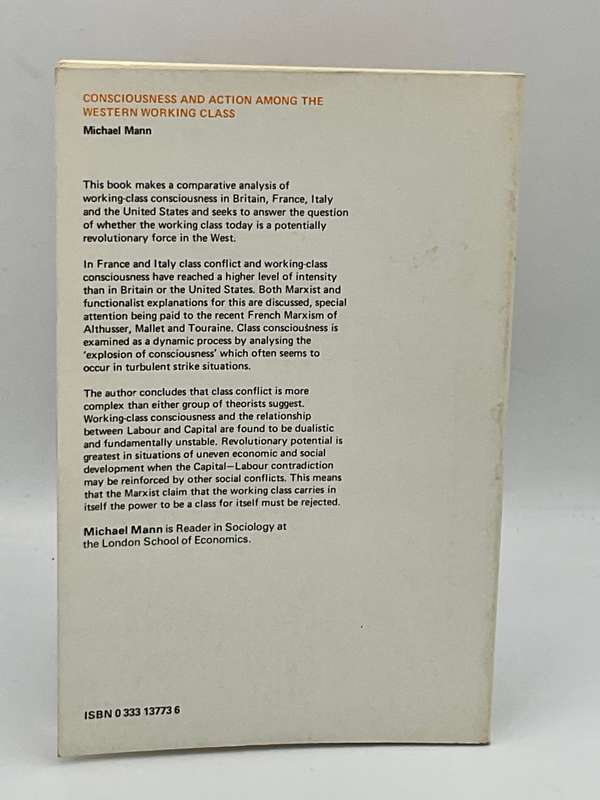 CONSCIOUSNESS AND ACTION AMONG THE
WESTERN WORKING CLASS
Michael Mann
This book makes a comparative analysis of
working-class consciousness in Britain, France, Italy
and the United States and seeks to answer the question
of whether the working class today is a potentially
revolutionary force in the West.
In France and Italy class conflict and working-class
consciousness have reached a higher level of intensity
than in Britain or the United States. Both Marxist and
functionalist explanations for this are discussed, special
attention being paid to the recent French Marxism of
Althusser, Mallet and Touraine. Class consciousness is
examined as a dynamic process by analysing the
‘explosion of consciousness’ which often seems to
occur in turbulent strike situations.
The author concludes that class conflict is more
complex than either group of theorists suggest.
Working-class consciousness and the relationship
between Labour and Capital are found to be dualistic
and fundamentally unstable. Revolutionary potential is
greatest in situations of uneven economic and social
development when the Capital—Labour contradiction
may be reinforced by other social conflicts. This means
that the Marxist claim that the working class carries in
itself the power to be a class for itself must be rejected.
Michael Mann is Reader in Sociology at
the London School of Economics.
ISBN 0 333 13773 6